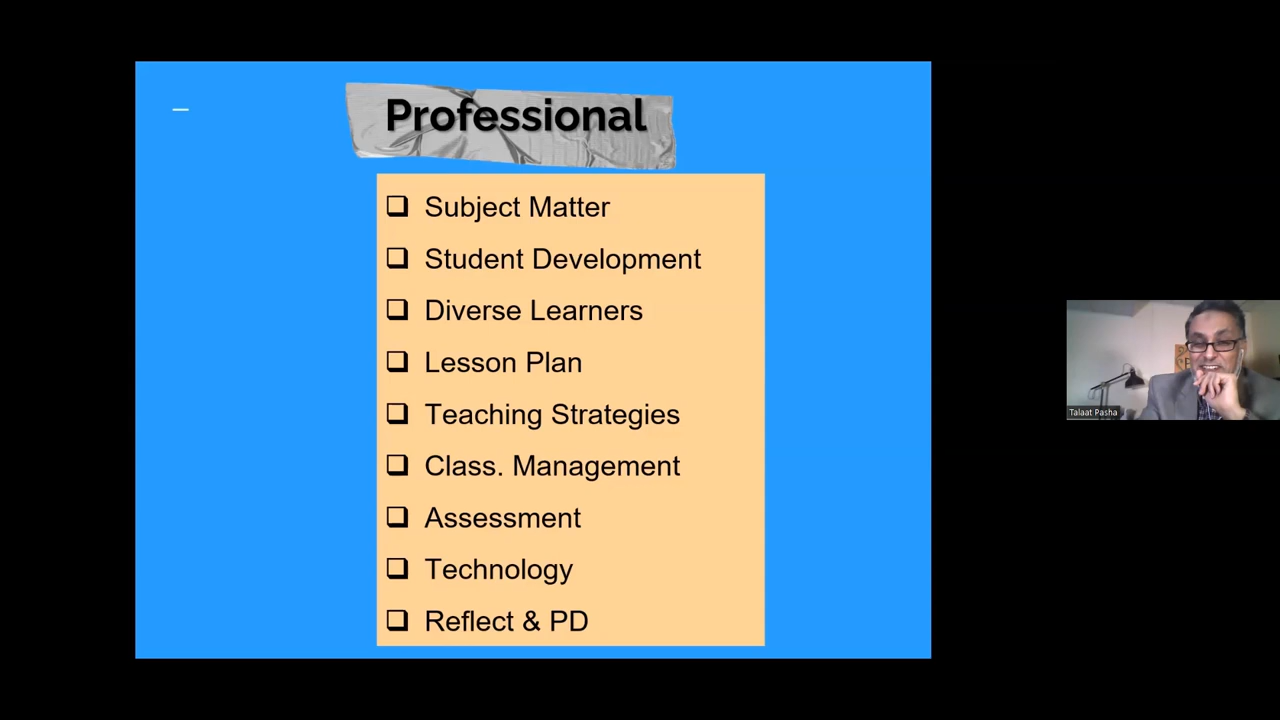 Professional
❑ Subject Matter
❑ Student Development
❑ Diverse Learners
❑ Lesson Plan
❑ Teaching Strategies
❑ Class. Management
❑ Assessment
❑ Technology
❑ Reflect & PD
Talaat Pasha